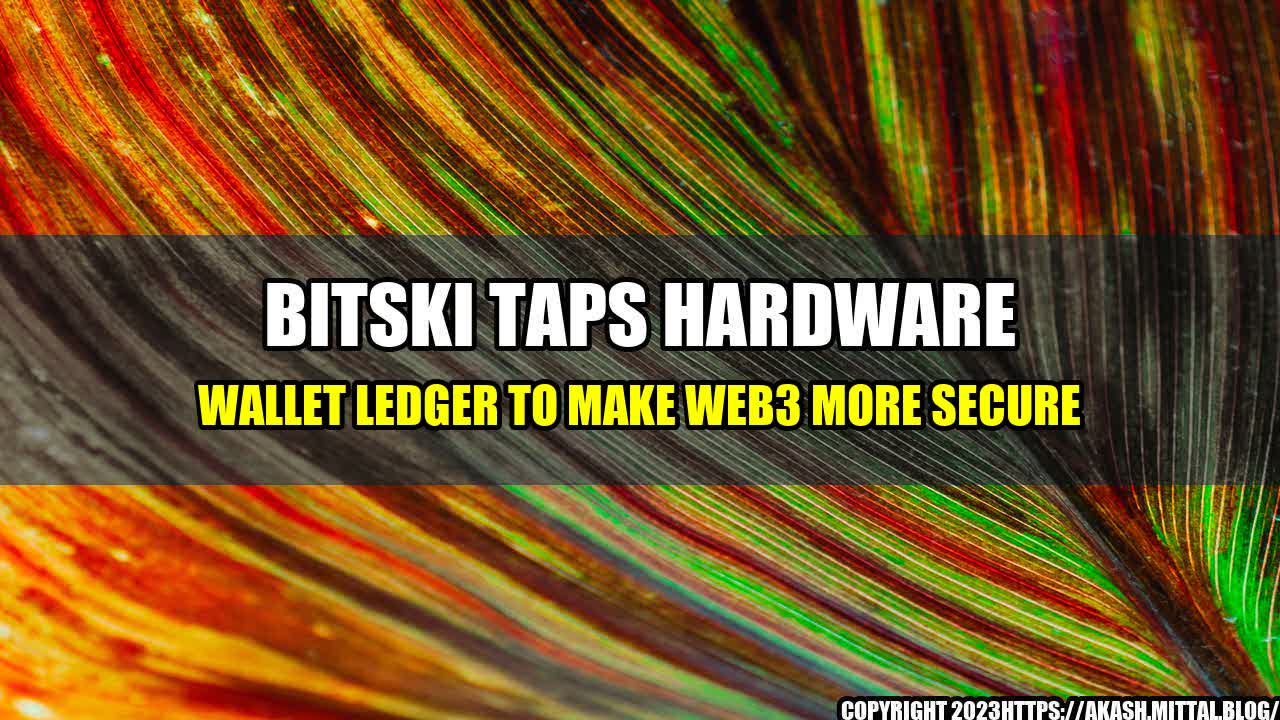 BITSKI TAPS HARDWARE
WALLET LEDGER TO MAKE WEB3 MORE SECURE
COPYRIGHT 2023HTTPS://AKASH.MITTAL.BLOG/